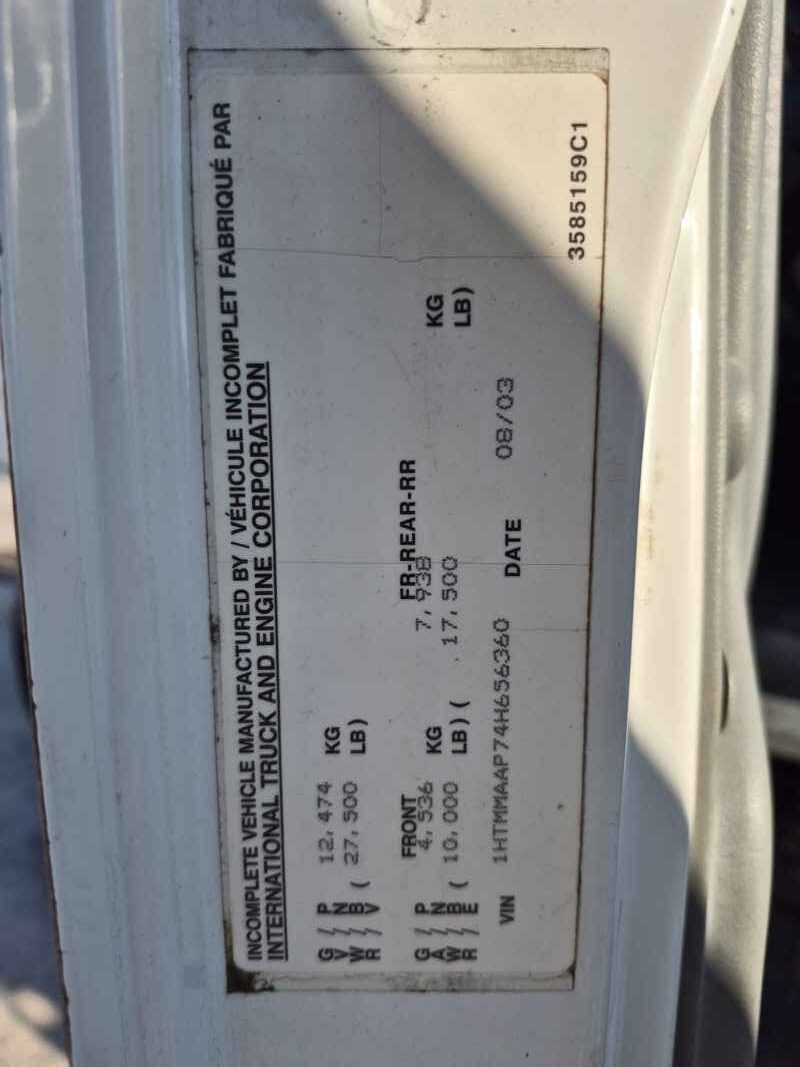 INCOMPLETE VEHICLE MANUFACTURED BY / VÉHICULE INCOMPLET FABRIQUÉ PAR
INTERNATIONAL TRUCK AND ENGINE CORPORATION
G / P 12,474 KG
V / N
W / B ( 27,500 LB)
R / V
FRONT FR-REAR-RR
G / P 4,536 KG 7,938 KG
A / N
W / B ( 10,000 LB) ( 17,500 LB)
R / E
VIN 1HTMMAAP74H656360 DATE 08/03
3585159C1